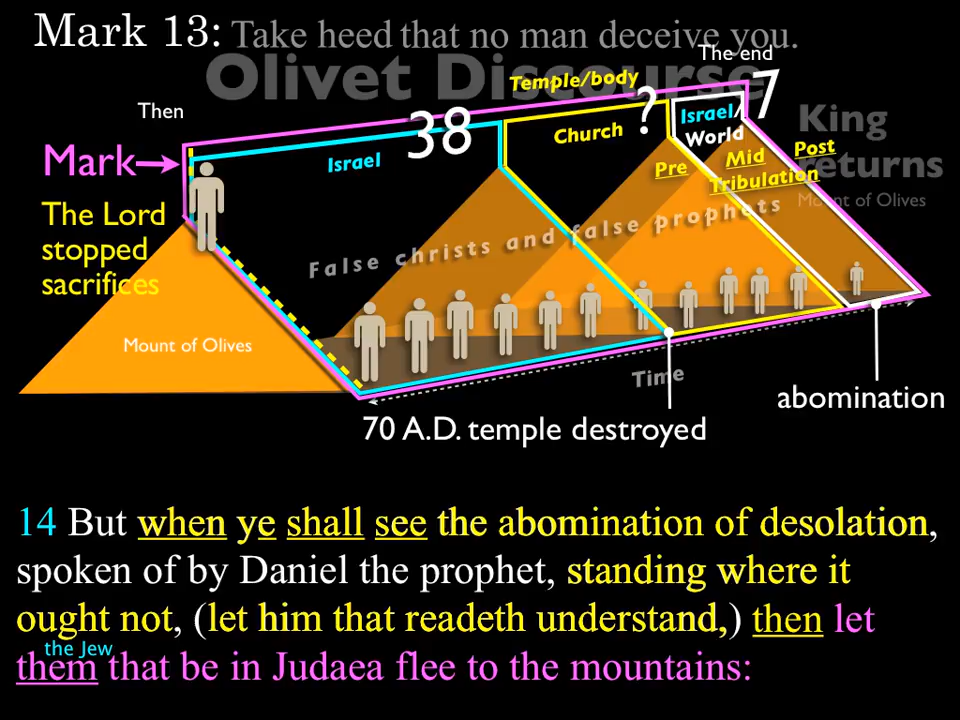 Mark 13: Take heed that no man deceive you.
Olivet Discourse
The end
Then
Temple/body
38
?
7
Israel
Church
Israel/
World
King
returns
Mount of Olives
Pre
Mid
Post
Tribulation
Mark
The Lord
stopped
sacrifices
False christs and false prophets
Mount of Olives
Time
abomination
70 A.D. temple destroyed
14 But when ye shall see the abomination of desolation,
spoken of by Daniel the prophet, standing where it
ought not, (let him that readeth understand,) then let
the Jew
them that be in Judaea flee to the mountains: